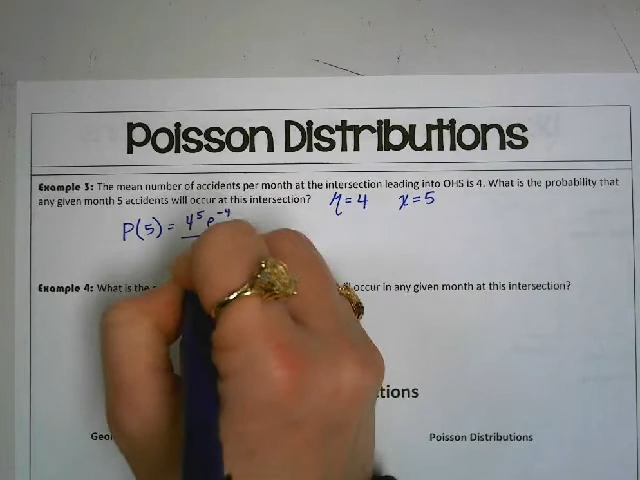 Poisson Distributions
Example 3: The mean number of accidents per month at the intersection leading into OHS is 4. What is the probability that
any given month 5 accidents will occur at this intersection? η=4 x=5
P(5) = 4⁵e⁻⁴
Example 4: What is the occur in any given month at this intersection?
Poisson Distributions